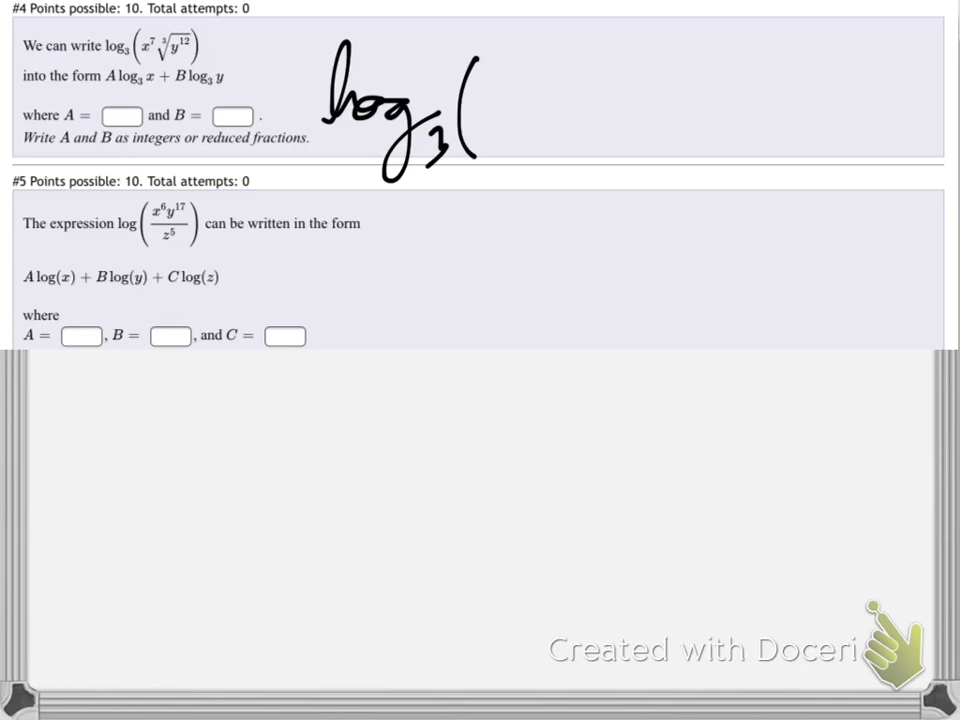 #4 Points possible: 10. Total attempts: 0
We can write log₃(x⁷ ∛(y¹²))
into the form A log₃ x + B log₃ y
where A = and B = .
Write A and B as integers or reduced fractions.
log₃(
#5 Points possible: 10. Total attempts: 0
The expression log(x⁶y¹⁷/z⁵) can be written in the form
A log(x) + B log(y) + C log(z)
where
A = , B = , and C =
Created with Doceri